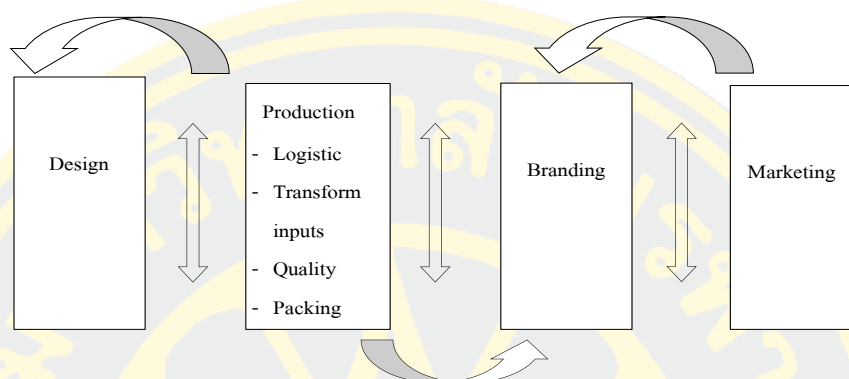 Design
Production
- Logistic
- Transform
inputs
- Quality
- Packing
Branding
Marketing